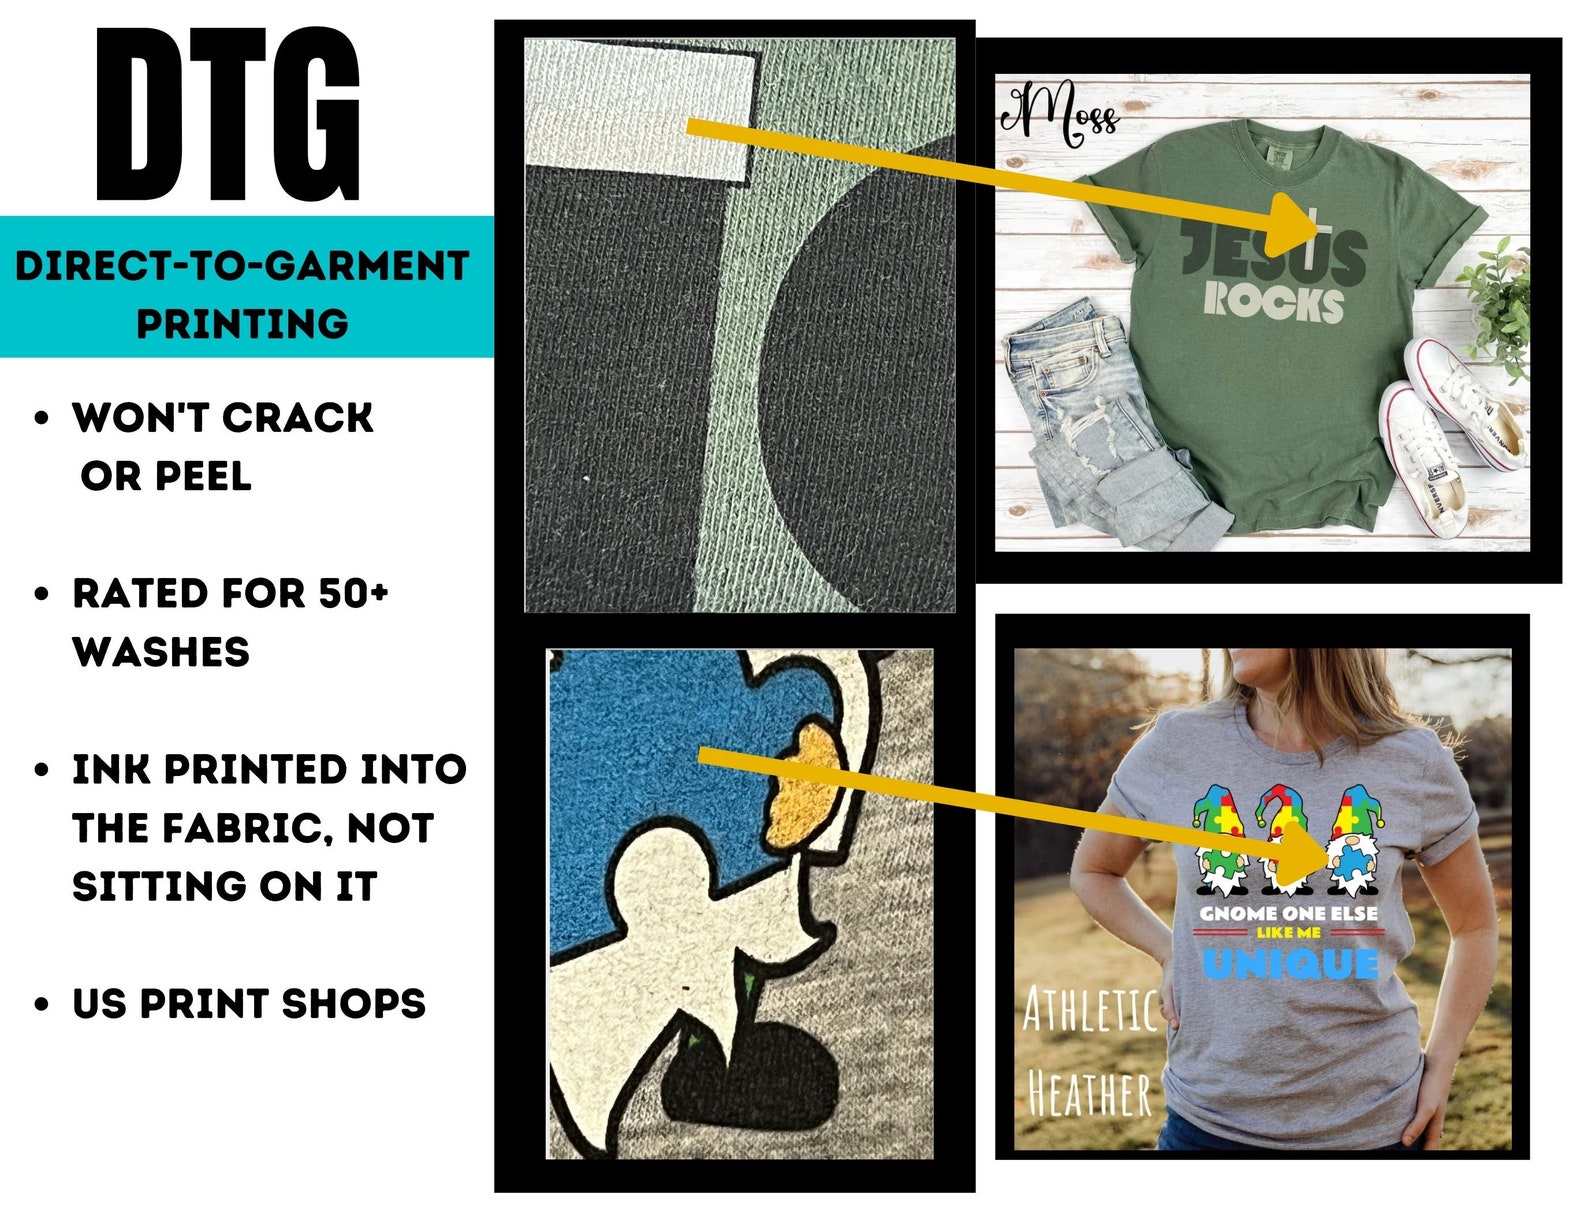 DTG
DIRECT-TO-GARMENT
PRINTING
• WON'T CRACK
OR PEEL
• RATED FOR 50+
WASHES
• INK PRINTED INTO
THE FABRIC, NOT
SITTING ON IT
• US PRINT SHOPS
Moss
JESUS
ROCKS
GNOME ONE ELSE
LIKE ME
UNIQUE
ATHLETIC
HEATHER